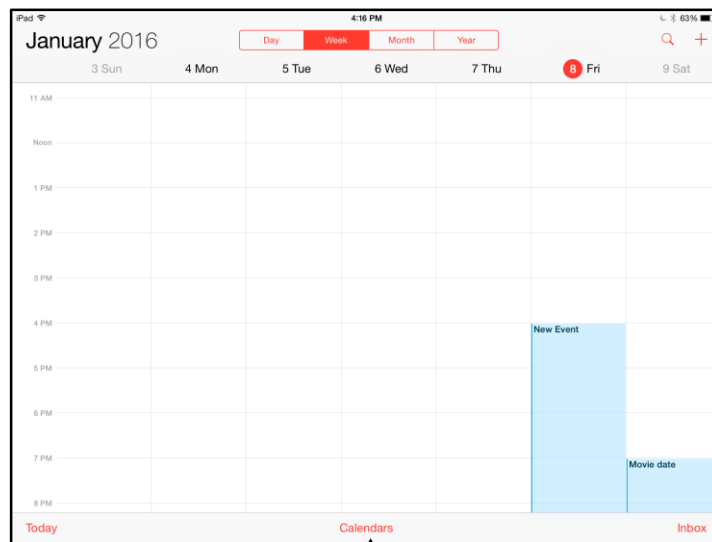 iPad 4:16 PM 63%
January 2016 Day Week Month Year
3 Sun 4 Mon 5 Tue 6 Wed 7 Thu 8 Fri 9 Sat
11 AM
Noon
1 PM
2 PM
3 PM
4 PM New Event
5 PM
6 PM
7 PM Movie date
8 PM
Today Calendars Inbox